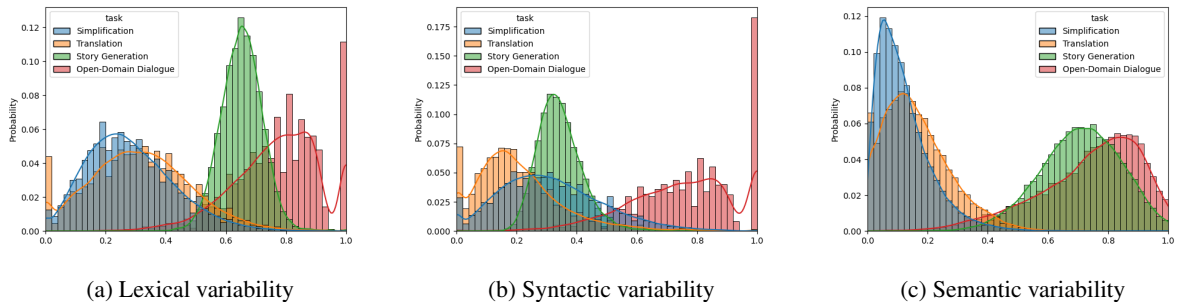 task
Simplification
Translation
Story Generation
Open-Domain Dialogue
Probability
0.12
0.10
0.08
0.06
0.04
0.02
0.00
0.0 0.2 0.4 0.6 0.8 1.0
(a) Lexical variability
task
Simplification
Translation
Story Generation
Open-Domain Dialogue
Probability
0.175
0.150
0.125
0.100
0.075
0.050
0.025
0.000
0.0 0.2 0.4 0.6 0.8 1.0
(b) Syntactic variability
task
Simplification
Translation
Story Generation
Open-Domain Dialogue
Probability
0.12
0.10
0.08
0.06
0.04
0.02
0.00
0.0 0.2 0.4 0.6 0.8 1.0
(c) Semantic variability